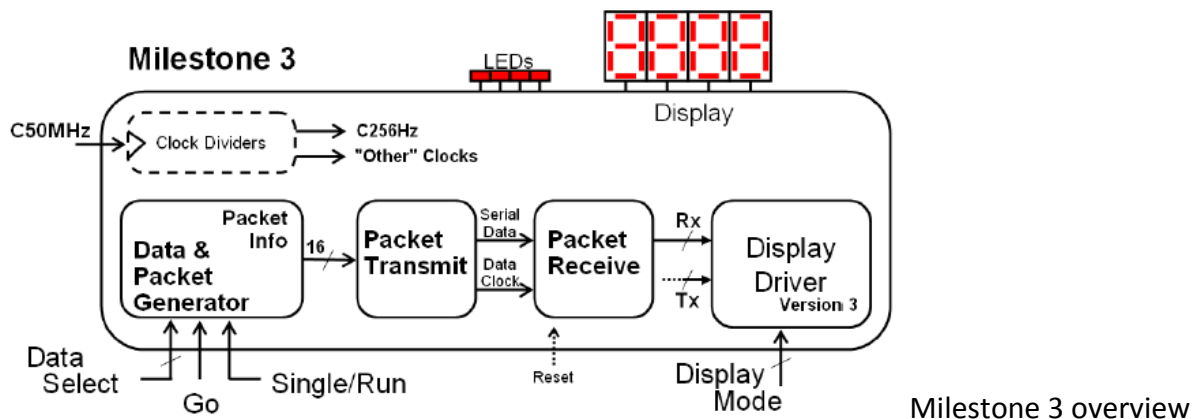 Milestone 3
LEDs
Display
C50MHz
Clock Dividers
C256Hz
"Other" Clocks
Packet
Info
Data &
Packet
Generator
16
Packet
Transmit
Serial
Data
Data
Clock
Packet
Receive
Rx
Tx
Display
Driver
Version 3
Data
Select
Go
Single/Run
Reset
Display
Mode
Milestone 3 overview